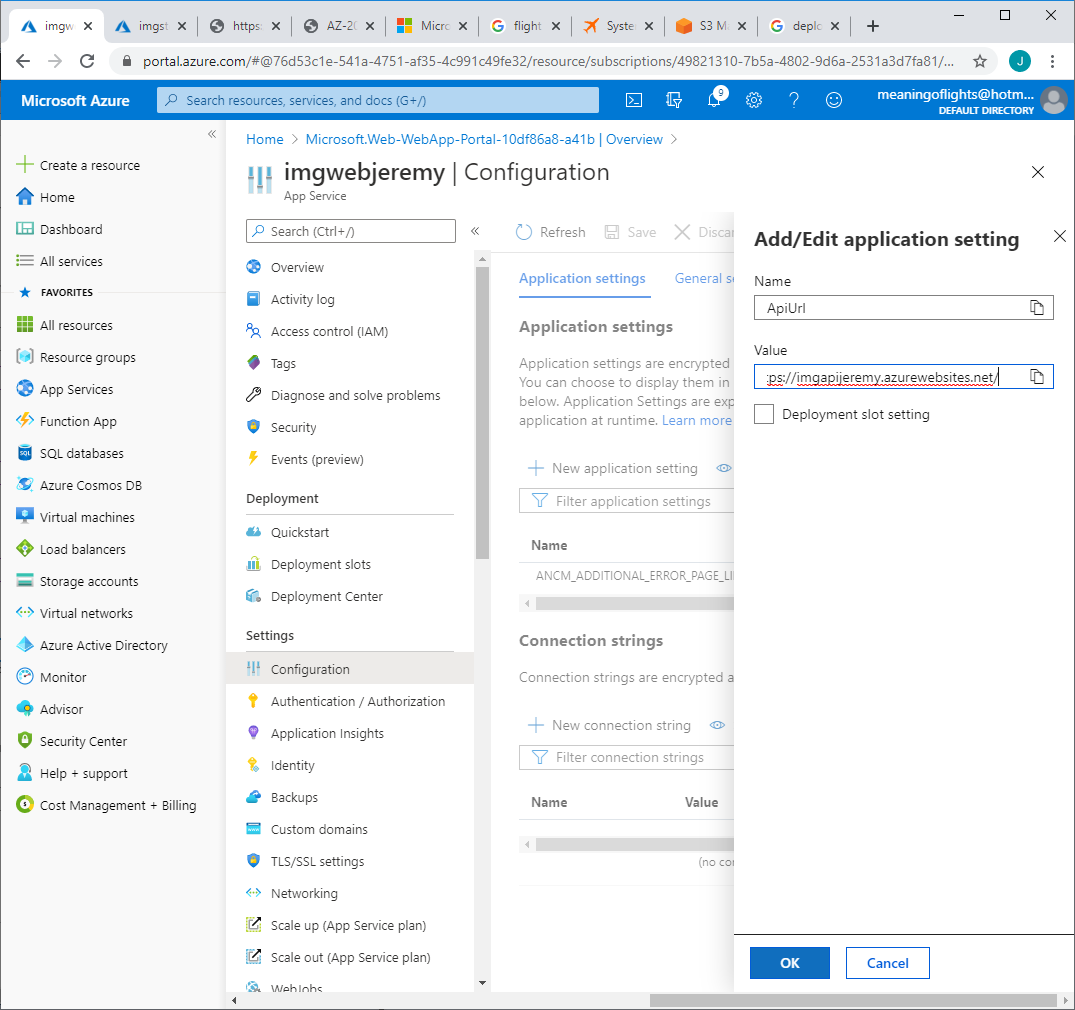 imgw
imgst
https:
AZ-20
Micro
flight
Syste
S3 Ma
deplo
portal.azure.com/#@76d53c1e-541a-4751-af35-4c991c49fe32/resource/subscriptions/49821310-7b5a-4802-9d6a-2531a3d7fa81/...
J
Microsoft Azure
Search resources, services, and docs (G+/)
9
meaningoflights@hotm...
DEFAULT DIRECTORY
Create a resource
Home
Dashboard
All services
FAVORITES
All resources
Resource groups
App Services
Function App
SQL databases
Azure Cosmos DB
Virtual machines
Load balancers
Storage accounts
Virtual networks
Azure Active Directory
Monitor
Advisor
Security Center
Help + support
Cost Management + Billing
Home > Microsoft.Web-WebApp-Portal-10df86a8-a41b | Overview >
imgwebjeremy | Configuration
App Service
Search (Ctrl+/)
Overview
Activity log
Access control (IAM)
Tags
Diagnose and solve problems
Security
Events (preview)
Deployment
Quickstart
Deployment slots
Deployment Center
Settings
Configuration
Authentication / Authorization
Application Insights
Identity
Backups
Custom domains
TLS/SSL settings
Networking
Scale up (App Service plan)
Scale out (App Service plan)
WebJobs
Refresh
Save
Discar
Application settings
General se
Application settings
Application settings are encrypted
You can choose to display them in
below. Application Settings are exp
application at runtime. Learn more
New application setting
Filter application settings
Name
ANCM_ADDITIONAL_ERROR_PAGE_LI
Connection strings
Connection strings are encrypted a
New connection string
Filter connection strings
Name
Value
(no con
Add/Edit application setting
Name
ApiUrl
Value
:ps://imgapijeremy.azurewebsites.net/
Deployment slot setting
OK
Cancel